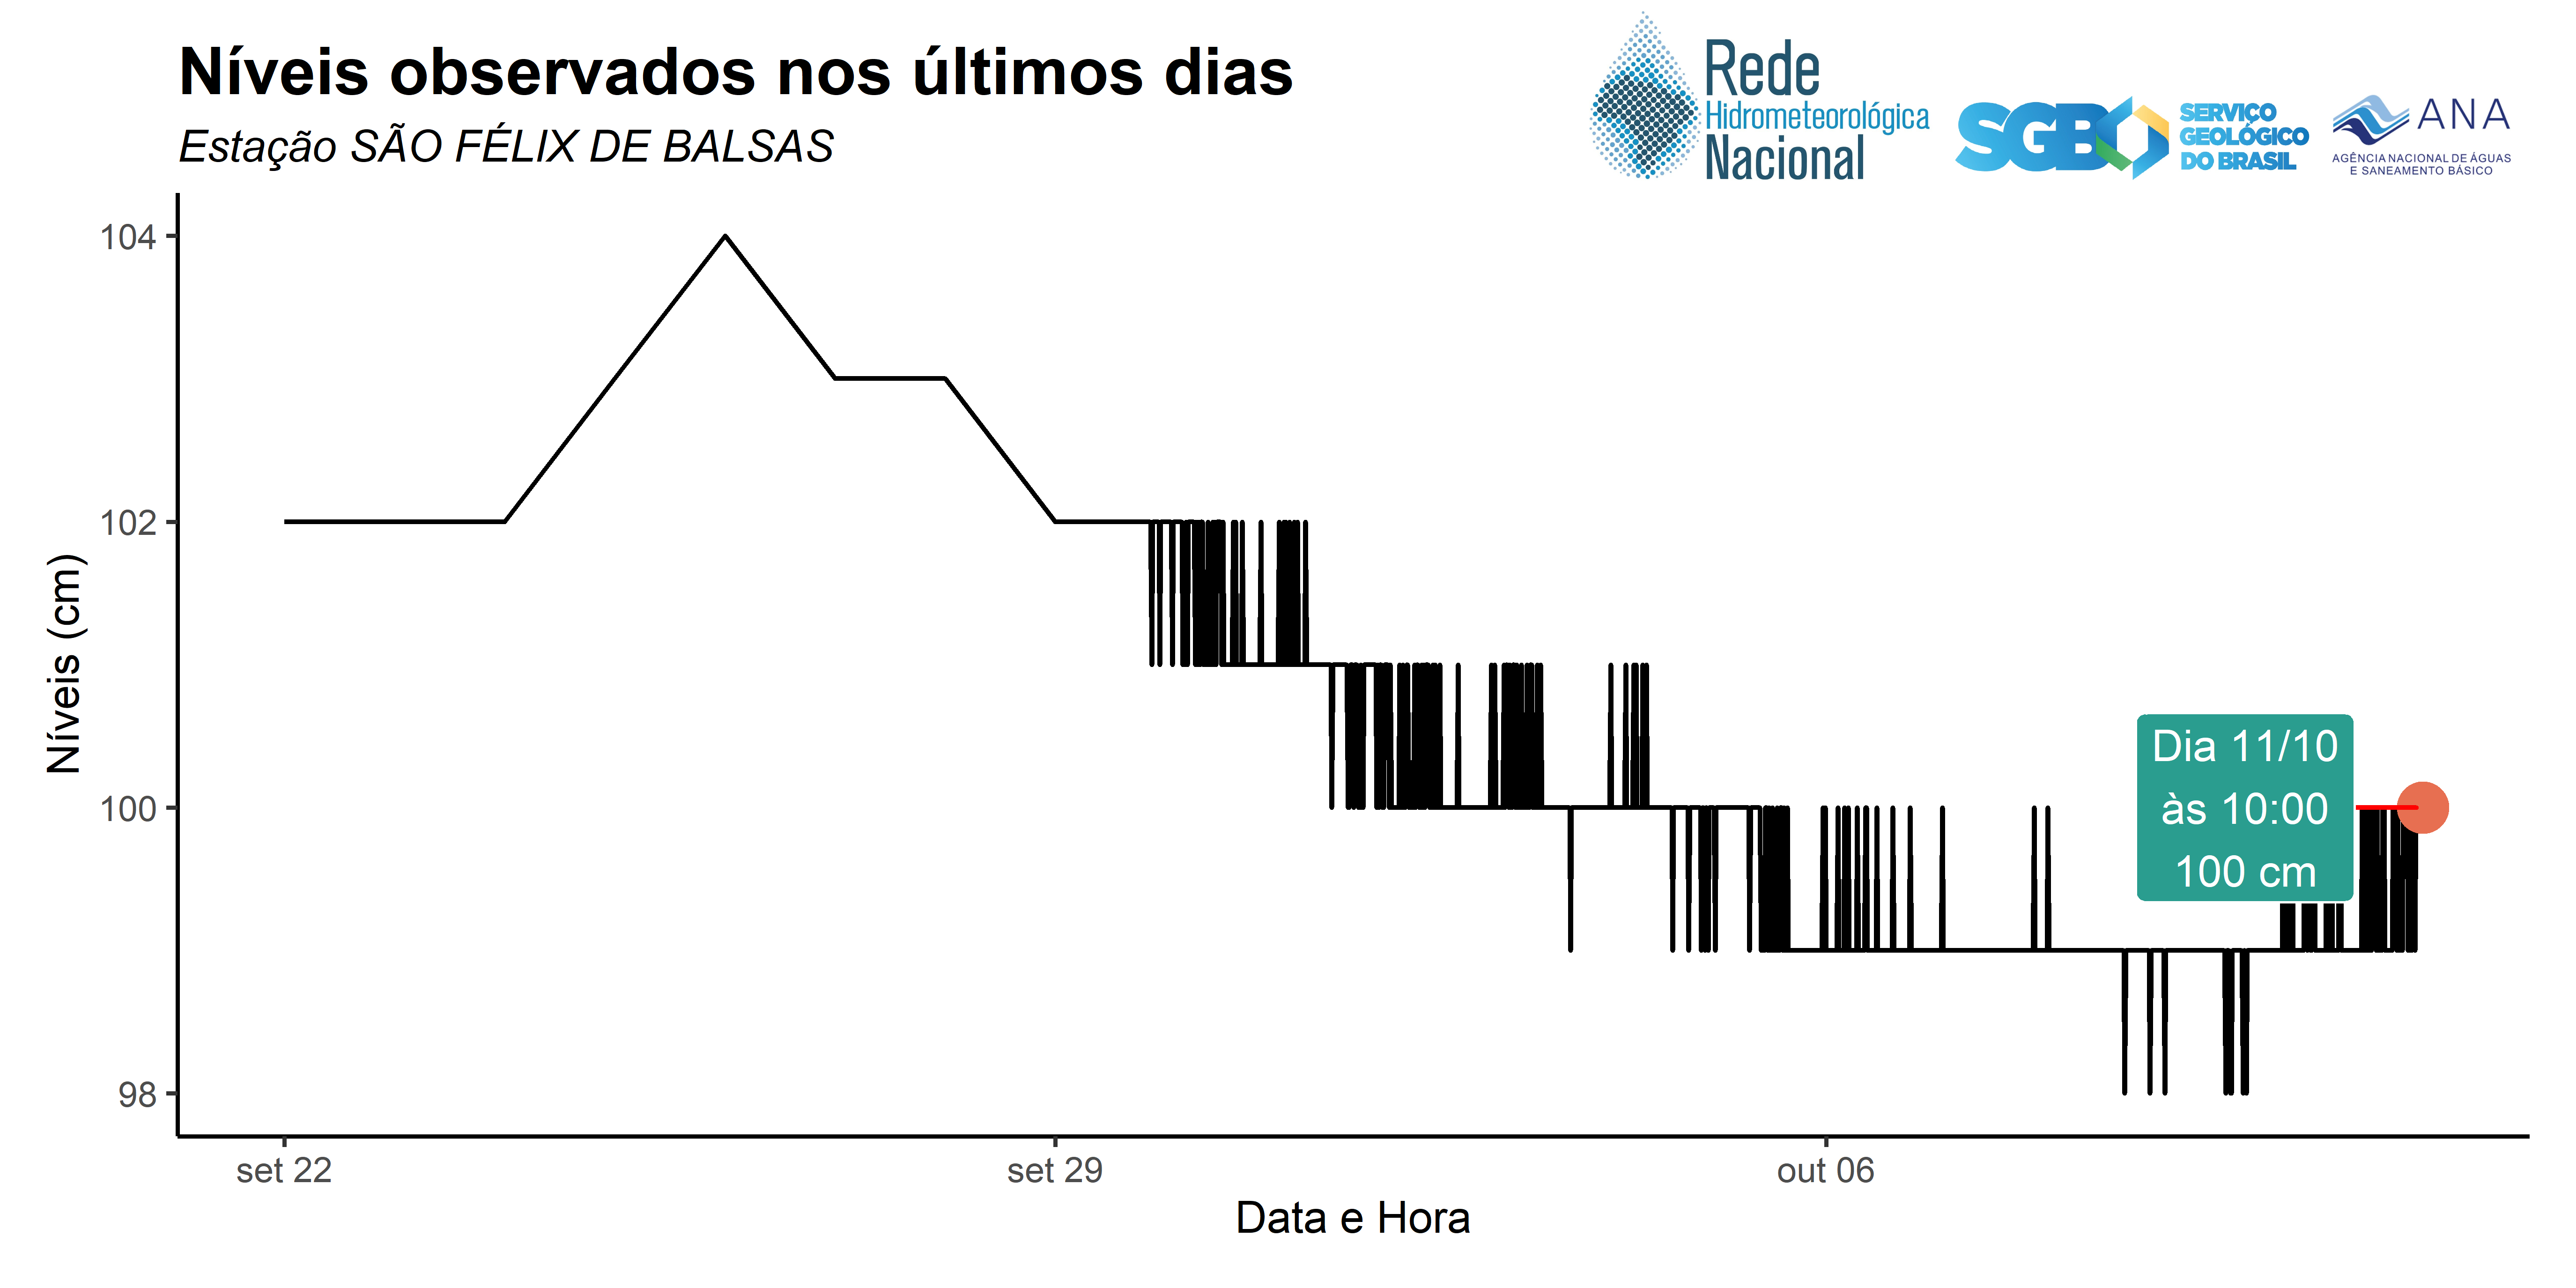 Níveis observados nos últimos dias
Estação SÃO FÉLIX DE BALSAS
Rede
Hidrometeorológica
Nacional
SGB
SERVIÇO
GEOLÓGICO
DO BRASIL
ANA
AGÊNCIA NACIONAL DE ÁGUAS
E SANEAMENTO BÁSICO
104
102
100
98
Níveis (cm)
Dia 11/10
às 10:00
100 cm
set 22
set 29
out 06
Data e Hora